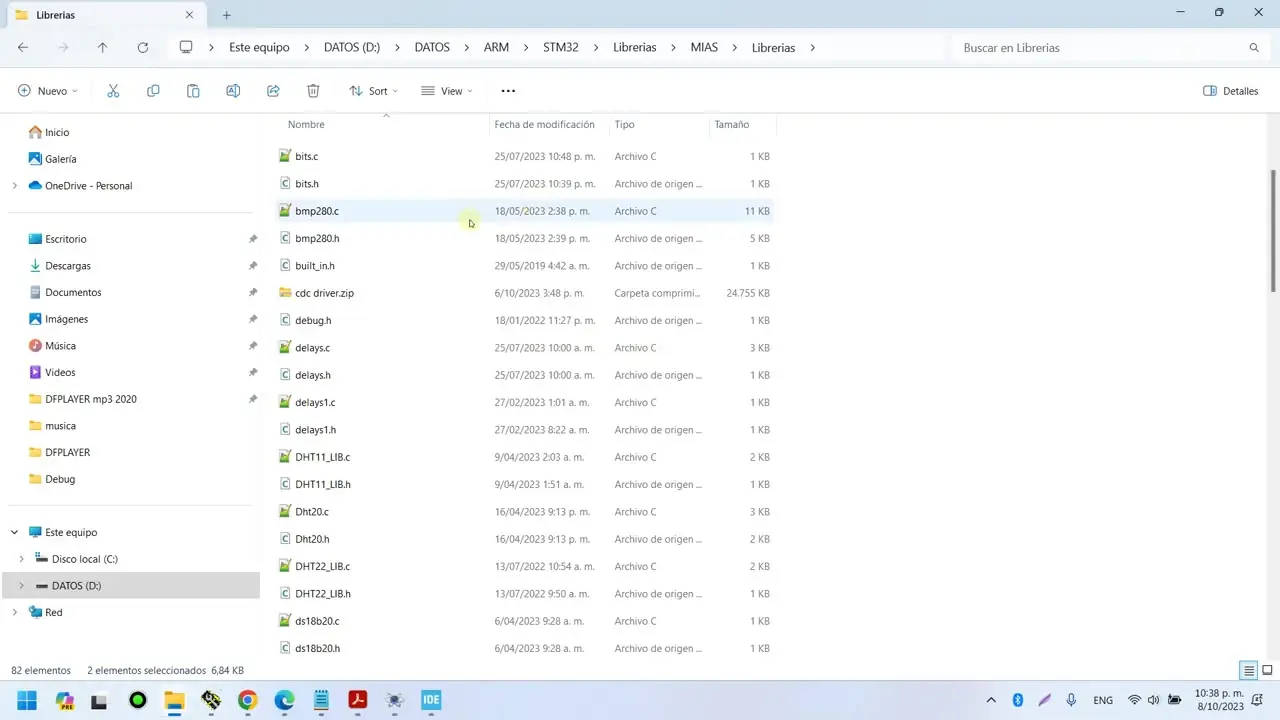 Librerias
Este equipo > DATOS (D:) > DATOS > ARM > STM32 > Librerias > MIAS > Librerias >
Buscar en Librerias
Nuevo
Sort
View
Detalles
Inicio
Galería
OneDrive - Personal
Escritorio
Descargas
Documentos
Imágenes
Música
Videos
DFPLAYER mp3 2020
musica
DFPLAYER
Debug
Este equipo
Disco local (C:)
DATOS (D:)
Red
Nombre Fecha de modificación Tipo Tamaño
bits.c 25/07/2023 10:48 p. m. Archivo C 1 KB
bits.h 25/07/2023 10:39 p. m. Archivo de origen ... 1 KB
bmp280.c 18/05/2023 2:38 p. m. Archivo C 11 KB
bmp280.h 18/05/2023 2:39 p. m. Archivo de origen ... 5 KB
built_in.h 29/05/2019 4:42 a. m. Archivo de origen ... 1 KB
cdc driver.zip 6/10/2023 3:48 p. m. Carpeta comprimi... 24.755 KB
debug.h 18/01/2022 11:27 p. m. Archivo de origen ... 1 KB
delays.c 25/07/2023 10:00 a. m. Archivo C 3 KB
delays.h 25/07/2023 10:00 a. m. Archivo de origen ... 1 KB
delays1.c 27/02/2023 1:01 a. m. Archivo C 2 KB
delays1.h 27/02/2023 8:22 a. m. Archivo de origen ... 1 KB
DHT11_LIB.c 9/04/2023 2:03 a. m. Archivo C 2 KB
DHT11_LIB.h 9/04/2023 1:51 a. m. Archivo de origen ... 1 KB
Dht20.c 16/04/2023 9:13 p. m. Archivo C 3 KB
Dht20.h 16/04/2023 9:13 p. m. Archivo de origen ... 2 KB
DHT22_LIB.c 13/07/2022 10:54 a. m. Archivo C 2 KB
DHT22_LIB.h 13/07/2022 9:50 a. m. Archivo de origen ... 1 KB
ds18b20.c 6/04/2023 9:28 a. m. Archivo C 1 KB
ds18b20.h 6/04/2023 9:28 a. m. Archivo de origen ... 1 KB
82 elementos 2 elementos seleccionados 6,84 KB
PRE
IDE
ENG
10:38 p. m.
8/10/2023